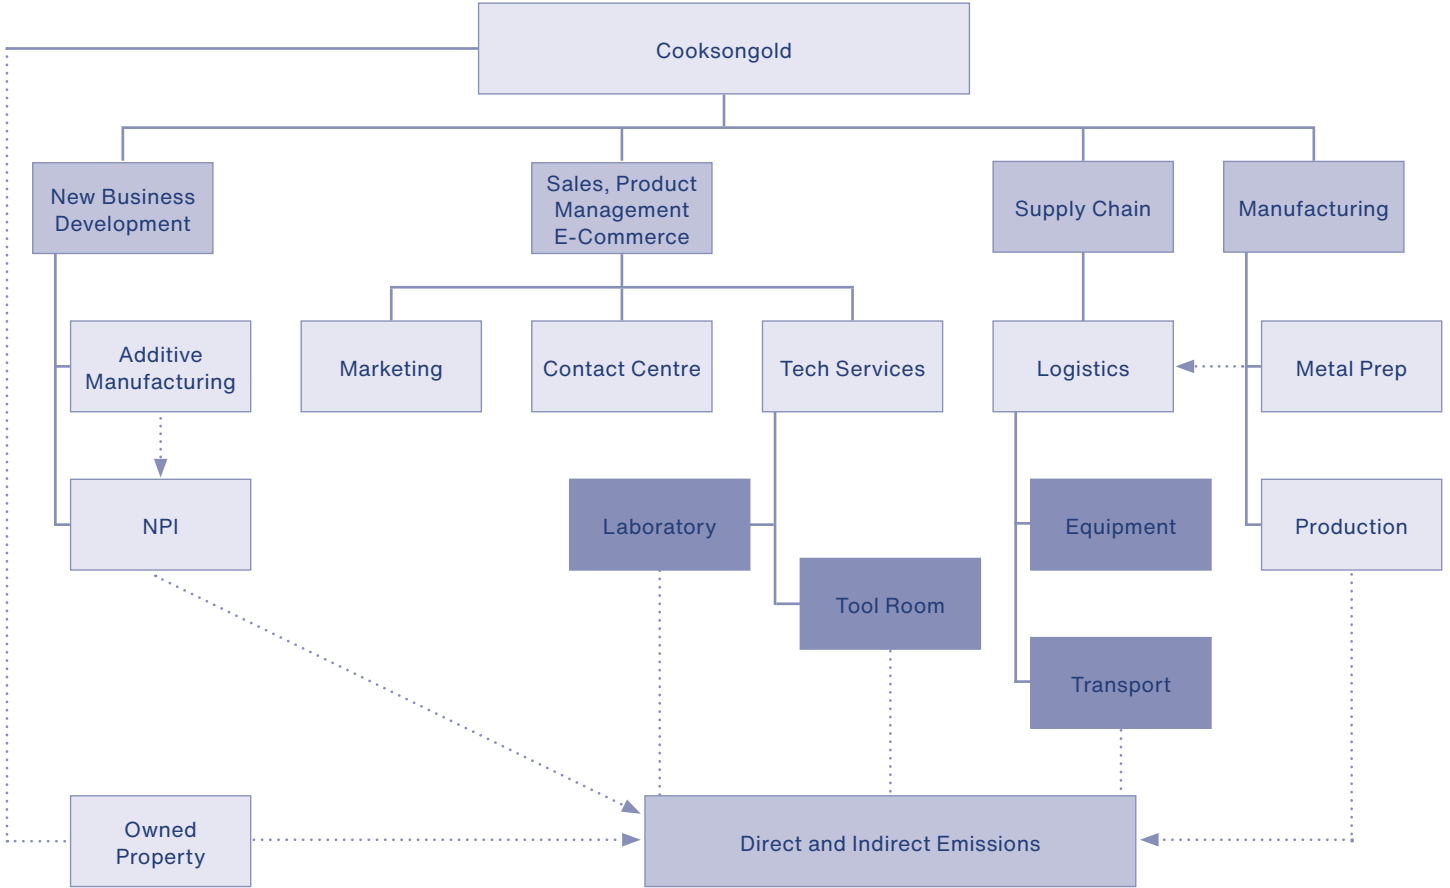 Cooksongold
New Business
Development
Sales, Product
Management
E-Commerce
Supply Chain
Manufacturing
Additive
Manufacturing
Marketing
Contact Centre
Tech Services
Logistics
Metal Prep
NPI
Laboratory
Equipment
Production
Tool Room
Transport
Owned
Property
Direct and Indirect Emissions